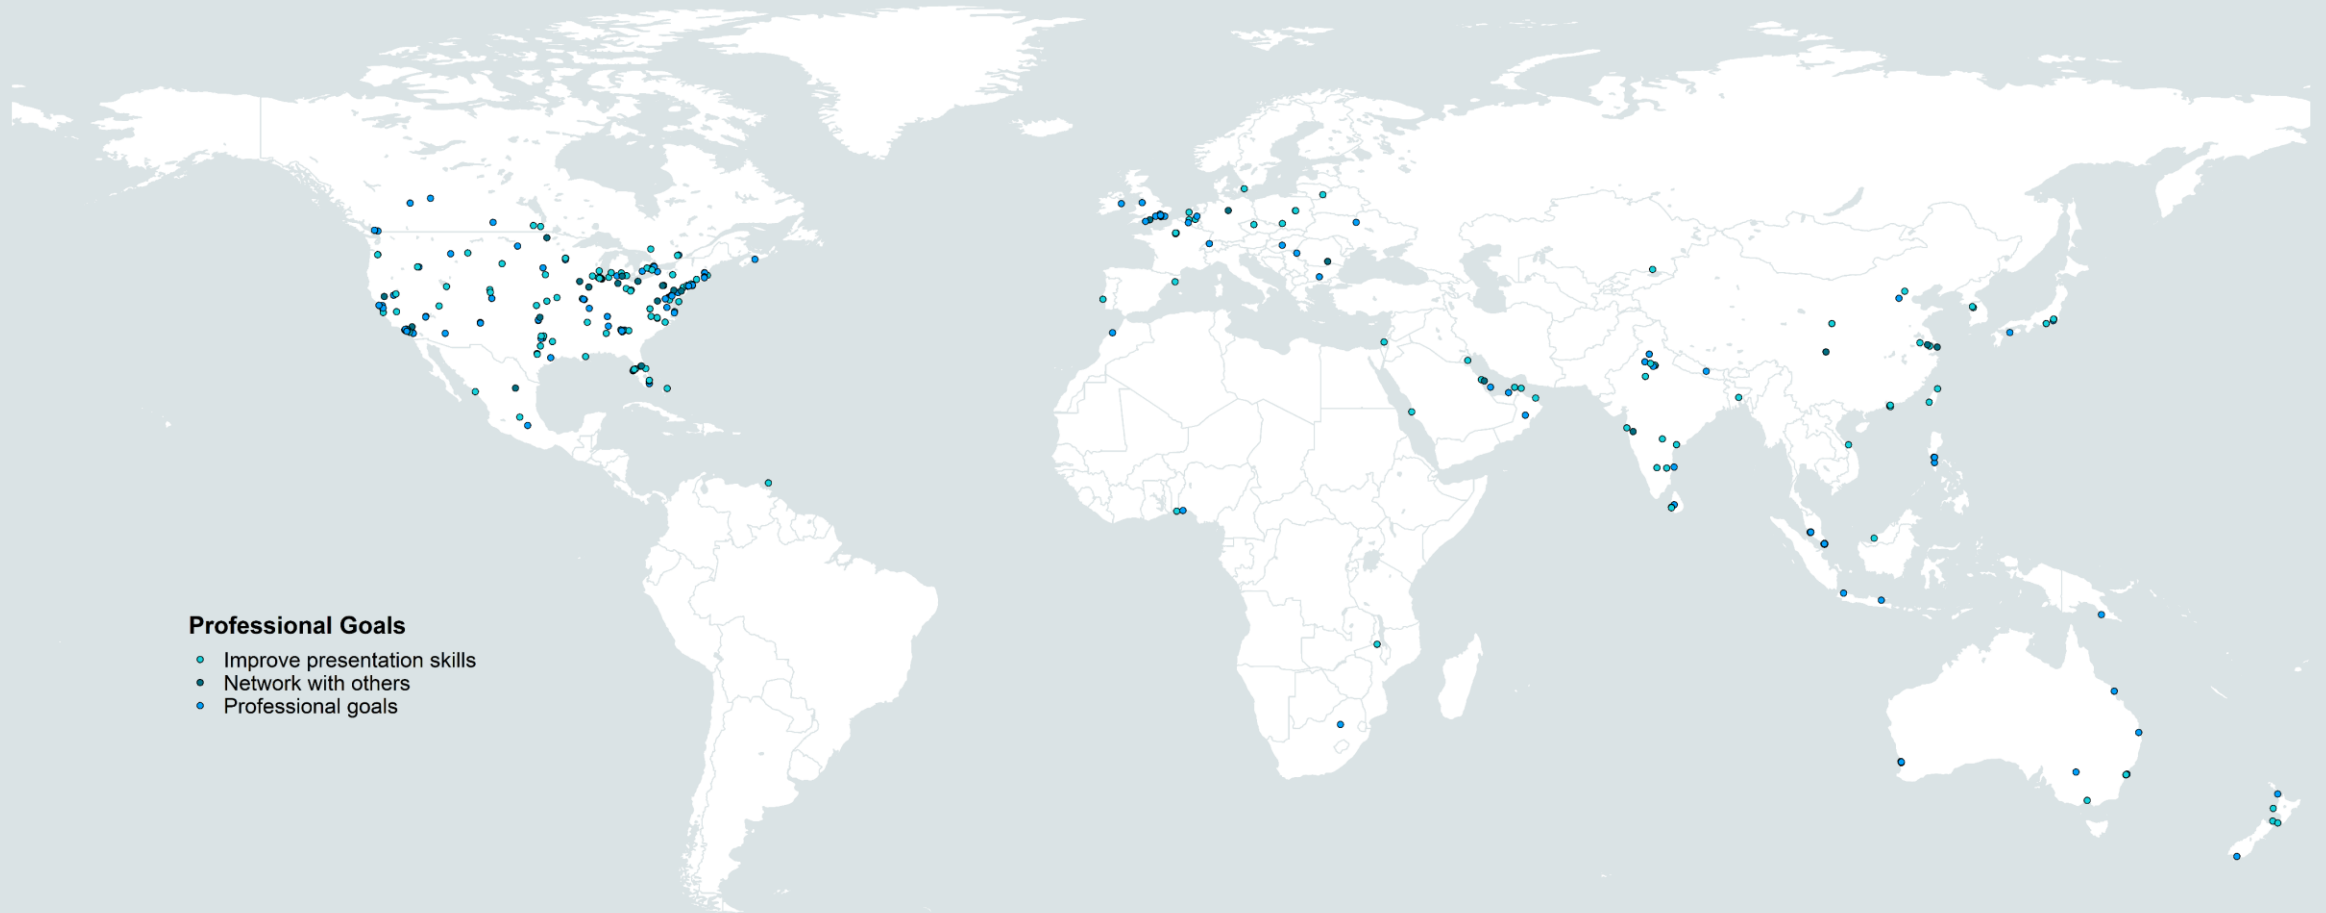 Professional Goals
Improve presentation skills
Network with others
Professional goals